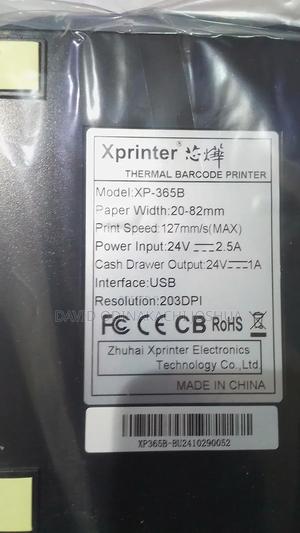 Xprinter® 芯烨
THERMAL BARCODE PRINTER
Model:XP-365B
Paper Width:20-82mm
Print Speed:127mm/s(MAX)
Power Input:24V⎓2.5A
Cash Drawer Output:24V⎓1A
Interface:USB
Resolution:203DPI
FC CE CB RoHS
Zhuhai Xprinter Electronics
Technology Co.,Ltd.
MADE IN CHINA
XP365B-BU2410290052